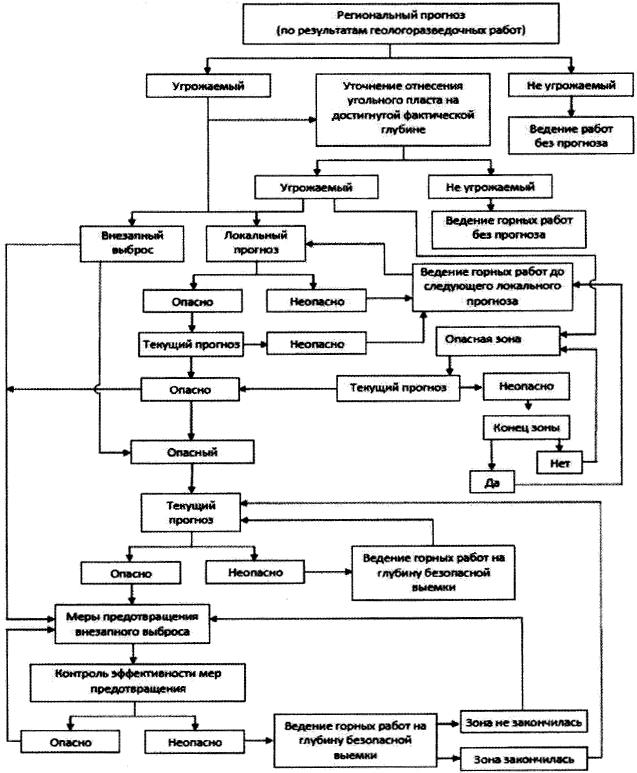 Региональный прогноз
(по результатам геологоразведочных работ)
Угрожаемый
Уточнение отнесения
угольного пласта на
достигнутой фактической
глубине
Не угрожаемый
Ведение работ
без прогноза
Угрожаемый
Не угрожаемый
Ведение горных работ
без прогноза
Внезапный
выброс
Локальный
прогноз
Ведение горных работ до
следующего локального
прогноза
Опасно
Неопасно
Текущий прогноз
Неопасно
Опасная зона
Опасно
Текущий прогноз
Неопасно
Конец зоны
Опасный
Нет
Да
Текущий
прогноз
Опасно
Неопасно
Ведение горных работ на
глубину безопасной
выемки
Меры предотвращения
внезапного выброса
Контроль эффективности мер
предотвращения
Опасно
Неопасно
Ведение горных работ на
глубину безопасной
выемки
Зона не закончилась
Зона закончилась